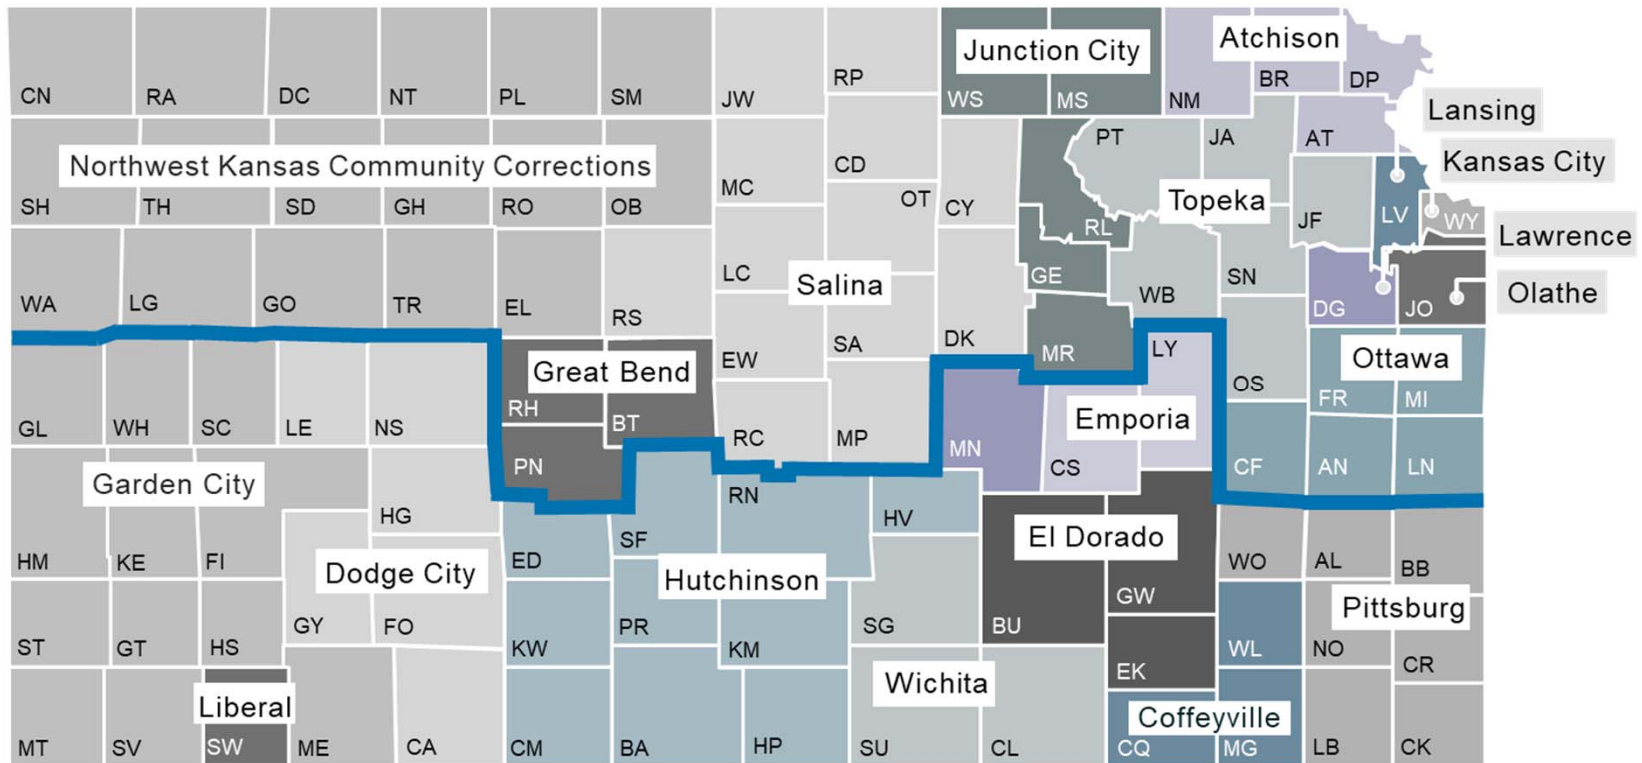 Junction City
Atchison
CN
RA
DC
NT
PL
SM
JW
RP
WS
MS
NM
BR
DP
Lansing
Kansas City
Northwest Kansas Community Corrections
SH
TH
SD
GH
RO
OB
MC
CD
OT
CY
PT
JA
AT
Topeka
RL
JF
LV
WY
Lawrence
Olathe
WA
LG
GO
TR
EL
RS
LC
Salina
GE
WB
SN
DG
JO
Great Bend
EW
SA
DK
MR
LY
OS
Ottawa
FR
MI
GL
WH
SC
LE
NS
RH
BT
PN
RC
MP
MN
CS
Emporia
CF
AN
LN
Garden City
HG
RN
HV
El Dorado
HM
KE
FI
Dodge City
ED
SF
Hutchinson
GW
WO
AL
BB
Pittsburg
ST
GT
HS
GY
FO
KW
PR
KM
SG
BU
EK
WL
NO
CR
Liberal
Wichita
Coffeyville
MT
SV
SW
ME
CA
CM
BA
HP
SU
CL
CQ
MG
LB
CK